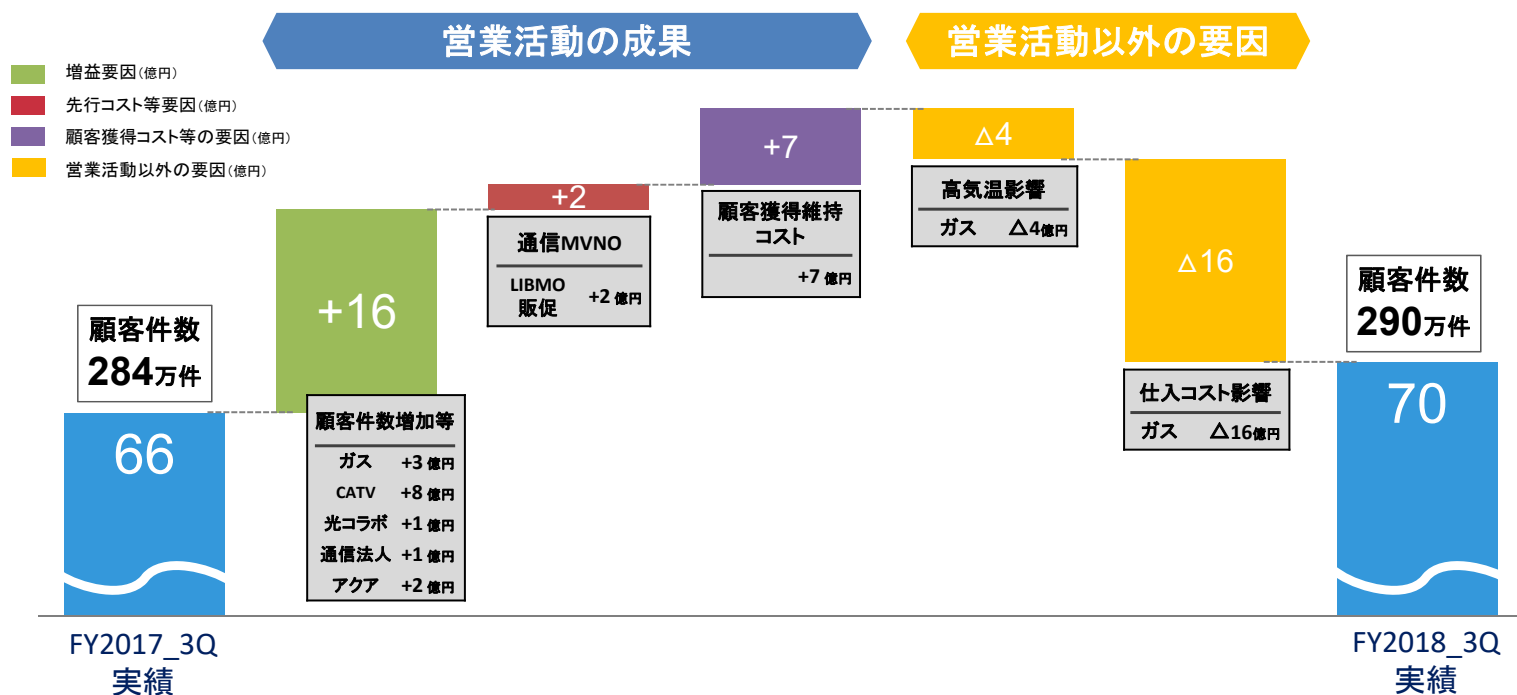 営業活動の成果
営業活動以外の要因
増益要因(億円)
先行コスト等要因(億円)
顧客獲得コスト等の要因(億円)
営業活動以外の要因(億円)
顧客件数
284万件
66
+16
顧客件数増加等
ガス +3 億円
CATV +8 億円
光コラボ +1 億円
通信法人 +1 億円
アクア +2 億円
+2
通信MVNO
LIBMO
販促 +2 億円
+7
顧客獲得維持
コスト
+7 億円
△4
高気温影響
ガス △4億円
△16
仕入コスト影響
ガス △16億円
顧客件数
290万件
70
FY2017_3Q
実績
FY2018_3Q
実績